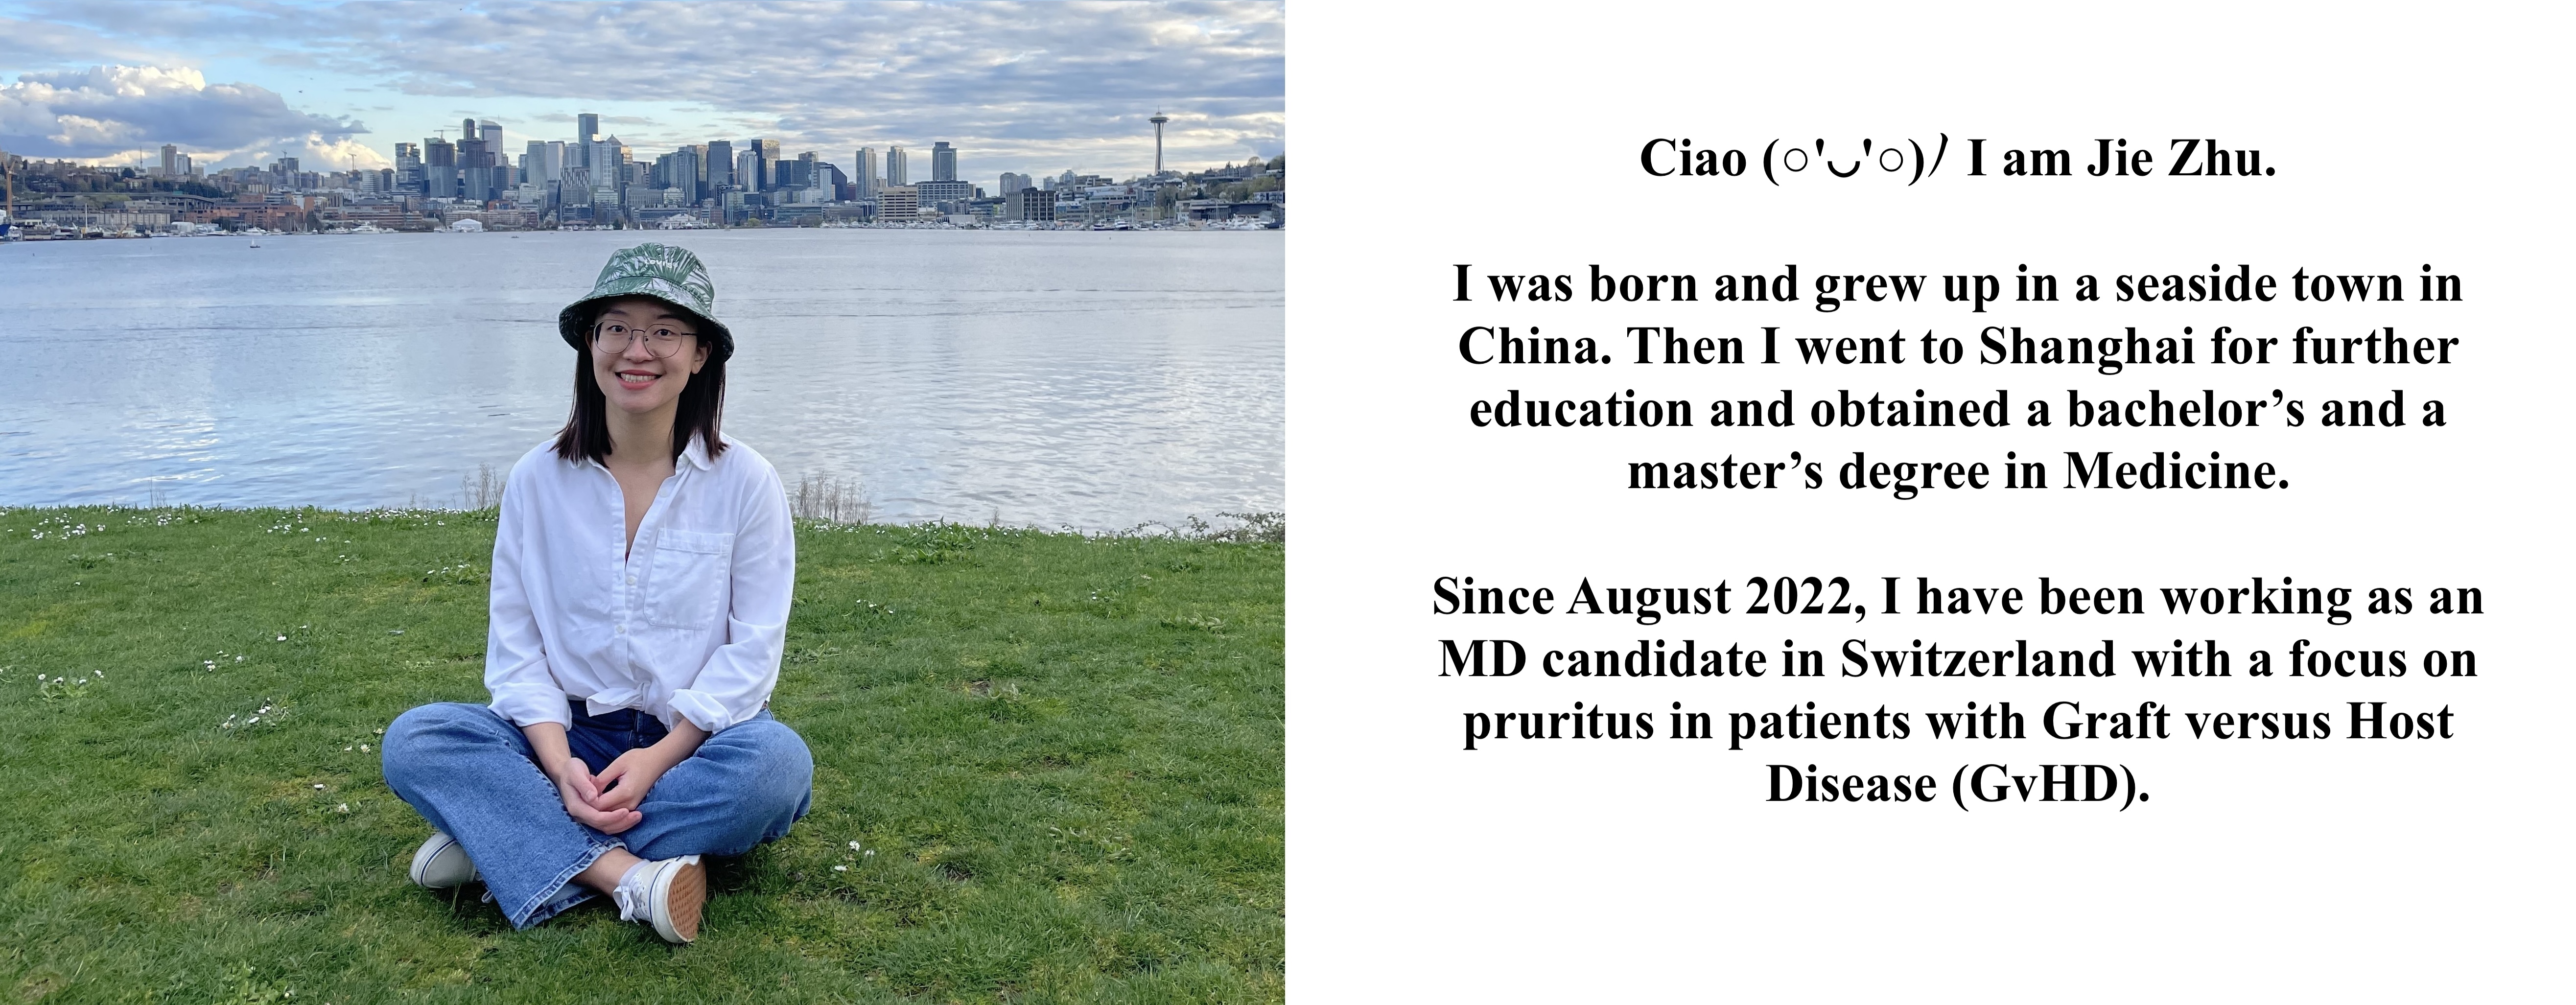 Ciao (○'◡'○)ﾉ I am Jie Zhu.
I was born and grew up in a seaside town in
China. Then I went to Shanghai for further
education and obtained a bachelor’s and a
master’s degree in Medicine.
Since August 2022, I have been working as an
MD candidate in Switzerland with a focus on
pruritus in patients with Graft versus Host
Disease (GvHD).